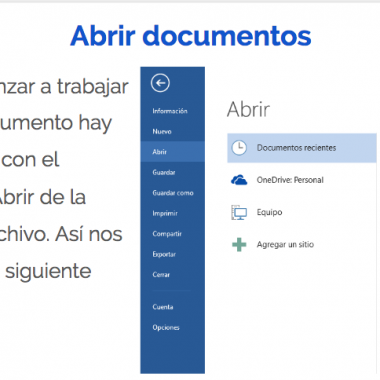 Abrir documentos
nzar a trabajar
umento hay
con el
Abrir de la
chivo. Así nos
siguiente
Información
Nuevo
Abrir
Guardar
Guardar como
Imprimir
Compartir
Exportar
Cerrar
Cuenta
Opciones
Abrir
Documentos recientes
OneDrive: Personal
Equipo
Agregar un sitio